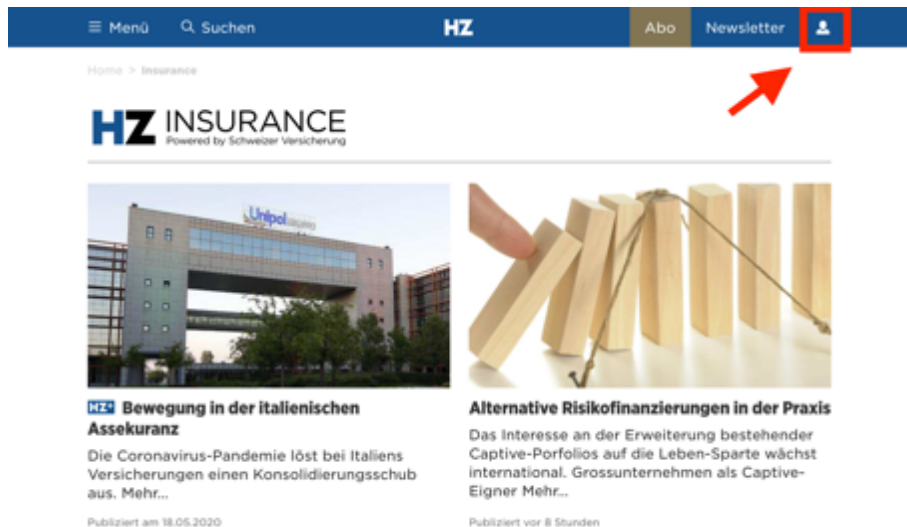 Menü
Suchen
HZ
Abo
Newsletter
Home > Insurance
HZ INSURANCE
Powered by Schweizer Versicherung
Unipol
HZ+ Bewegung in der italienischen
Assekuranz
Die Coronavirus-Pandemie löst bei Italiens
Versicherungen einen Konsolidierungsschub
aus. Mehr...
Publiziert am 18.05.2020
Alternative Risikofinanzierungen in der Praxis
Das Interesse an der Erweiterung bestehender
Captive-Porfolios auf die Leben-Sparte wächst
international. Grossunternehmen als Captive-
Eigner Mehr...
Publiziert vor 8 Stunden